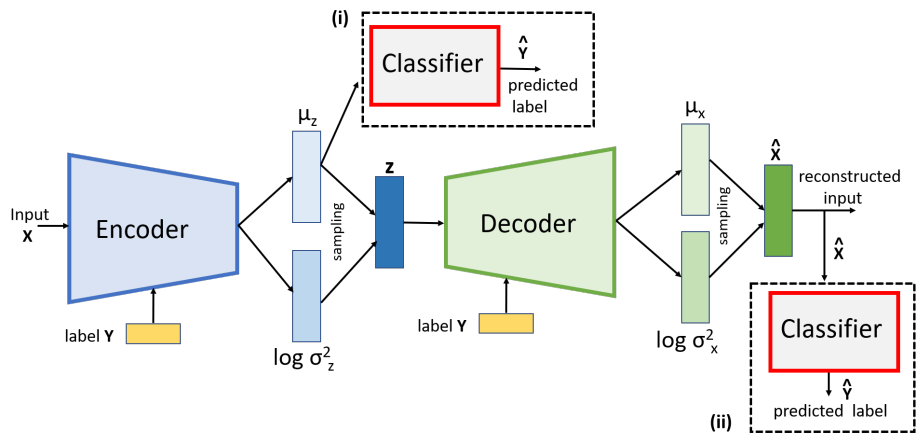 (i)
Classifier
Ŷ
predicted
label
μz
μx
z
X̂
reconstructed
input
Input
X
Encoder
sampling
Decoder
sampling
X̂
label Y
label Y
log σ²z
log σ²x
Classifier
Ŷ
predicted label
(ii)